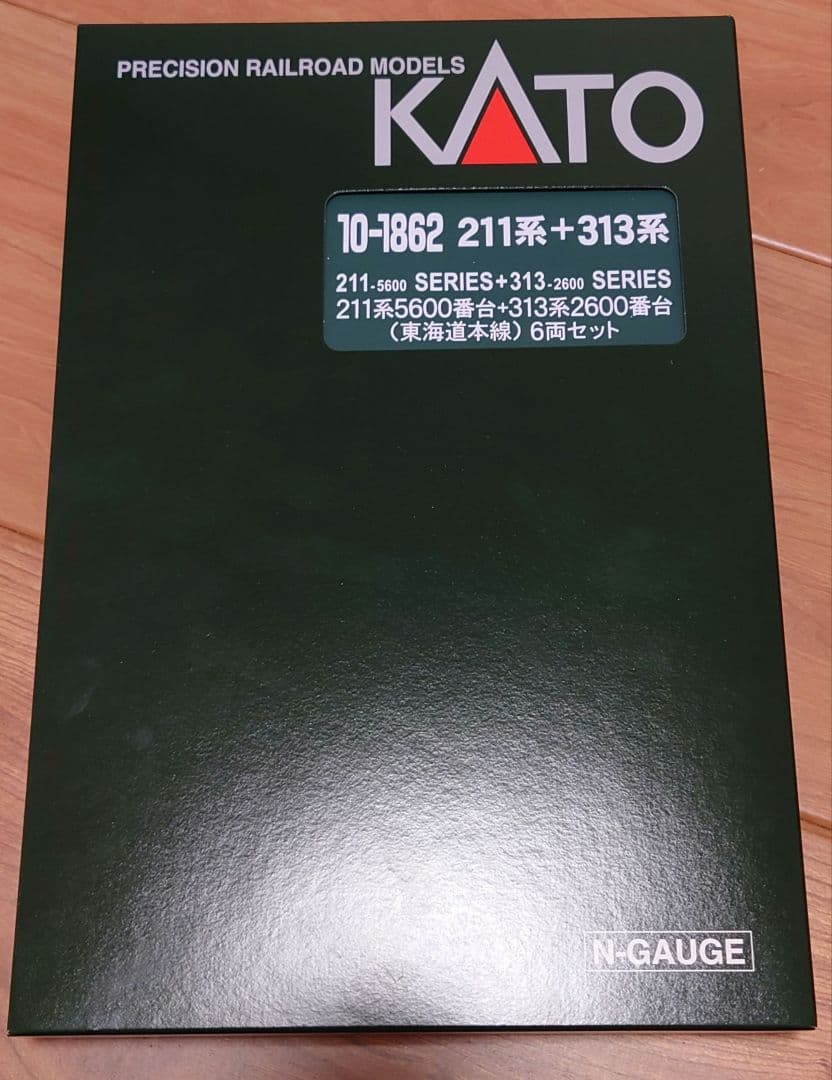 PRECISION RAILROAD MODELS
KATO
10-1862 211系+313系
211-5600 SERIES+313-2600 SERIES
211系5600番台+313系2600番台
(東海道本線) 6両セット
N-GAUGE